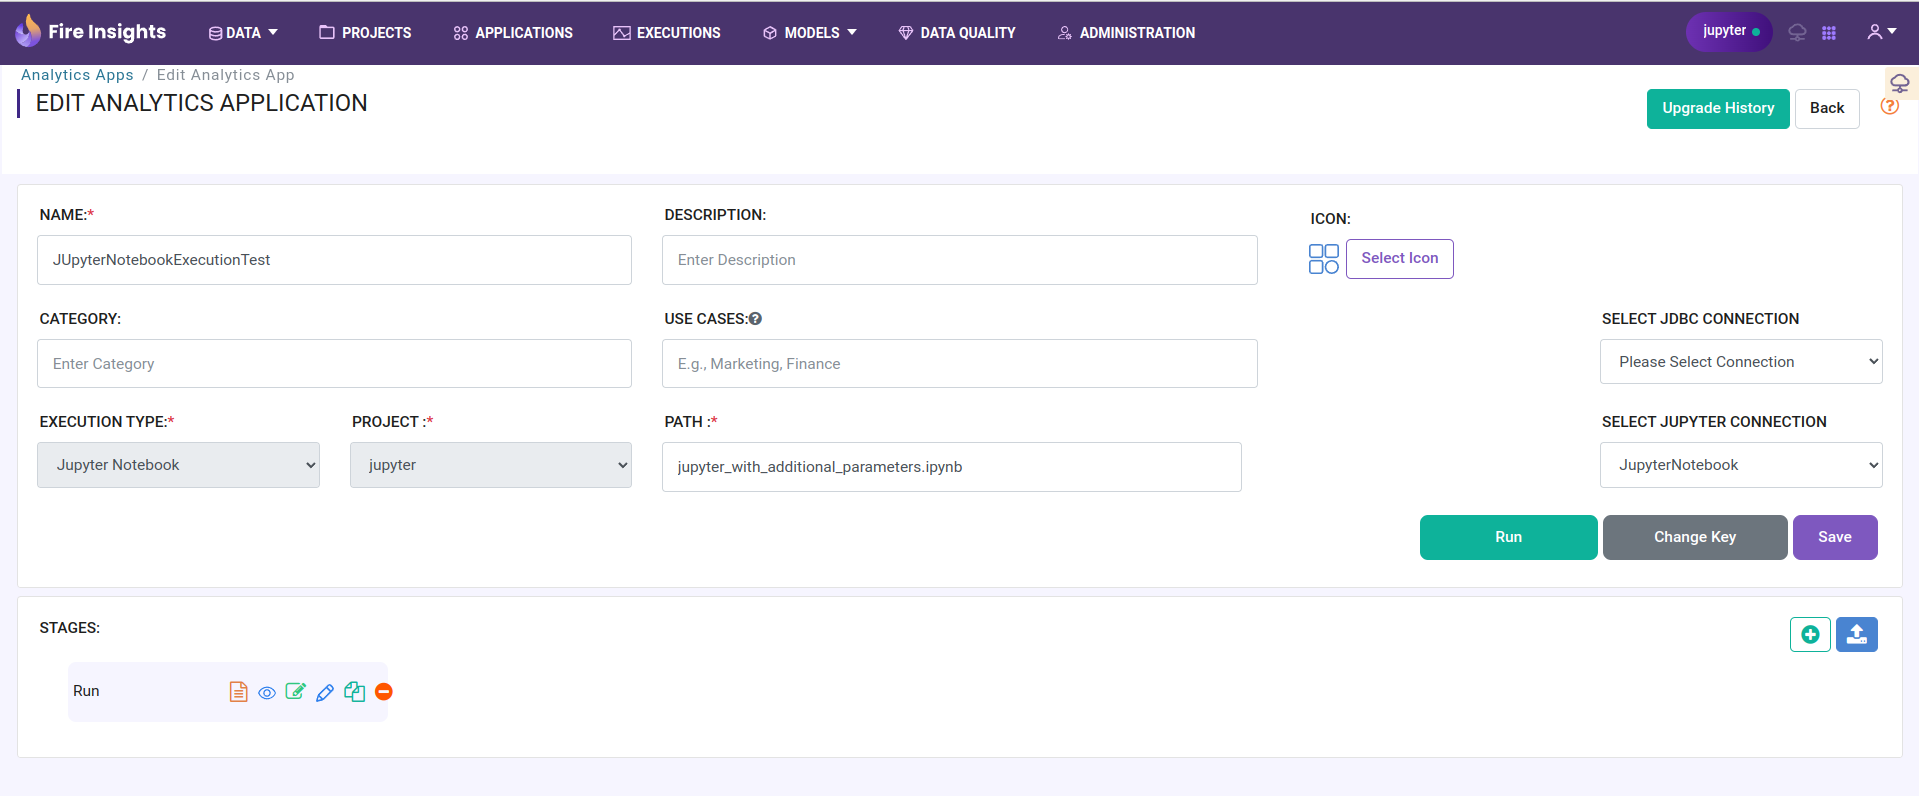 Fire Insights DATA PROJECTS APPLICATIONS EXECUTIONS MODELS DATA QUALITY ADMINISTRATION jupyter
Analytics Apps / Edit Analytics App
EDIT ANALYTICS APPLICATION
Upgrade History Back ?
NAME:* DESCRIPTION: ICON:
JUpyterNotebookExecutionTest Enter Description Select Icon
CATEGORY: USE CASES:? SELECT JDBC CONNECTION
Enter Category E.g., Marketing, Finance Please Select Connection
EXECUTION TYPE:* PROJECT :* PATH :* SELECT JUPYTER CONNECTION
Jupyter Notebook jupyter jupyter_with_additional_parameters.ipynb JupyterNotebook
Run Change Key Save
STAGES:
Run